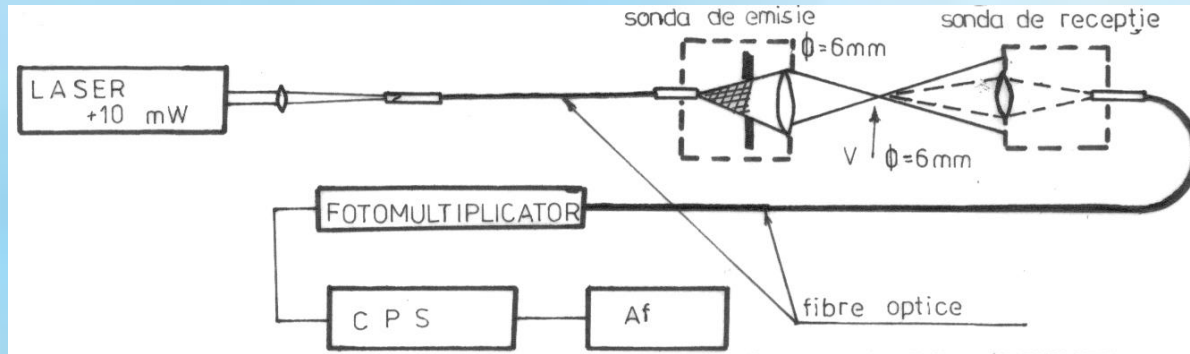 sonda de emisie
sonda de recepție
ϕ=6mm
LASER
+10 mW
V ϕ=6mm
FOTOMULTIPLICATOR
C P S
Af
fibre optice